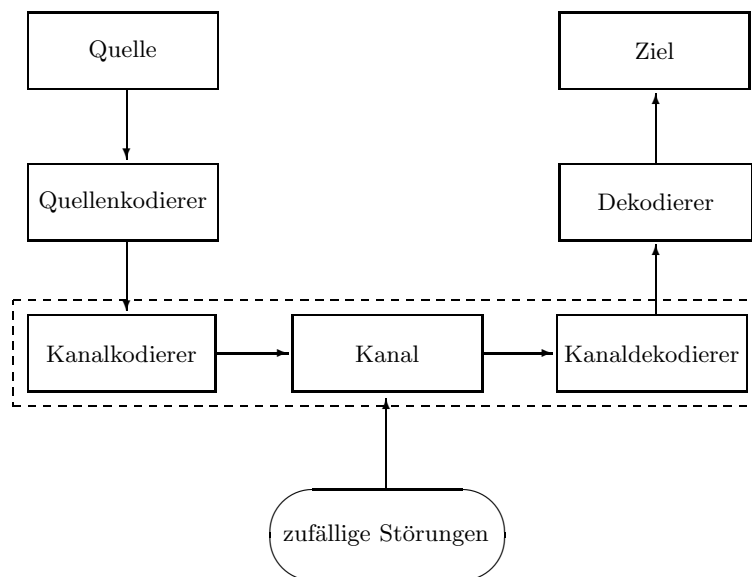 Quelle
Ziel
Quellenkodierer
Dekodierer
Kanalkodierer
Kanal
Kanaldekodierer
zufällige Störungen